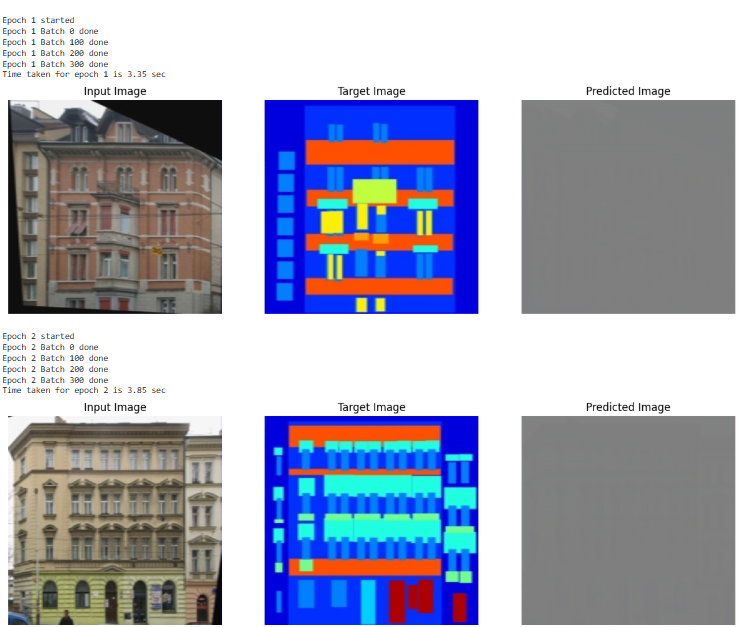 Epoch 1 started
Epoch 1 Batch 0 done
Epoch 1 Batch 100 done
Epoch 1 Batch 200 done
Epoch 1 Batch 300 done
Time taken for epoch 1 is 3.35 sec
Input Image
Target Image
Predicted Image
Epoch 2 started
Epoch 2 Batch 0 done
Epoch 2 Batch 100 done
Epoch 2 Batch 200 done
Epoch 2 Batch 300 done
Time taken for epoch 2 is 3.85 sec
Input Image
Target Image
Predicted Image